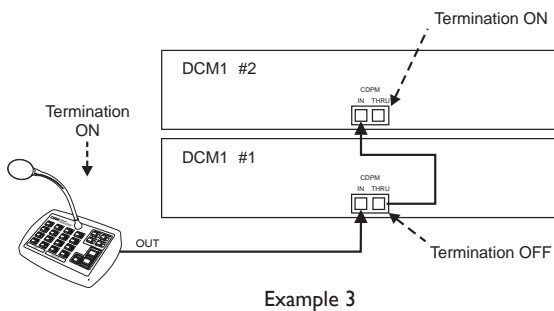 Termination ON
DCM1 #2
CDPM
IN THRU
Termination
ON
DCM1 #1
CDPM
IN THRU
OUT
Termination OFF
Example 3